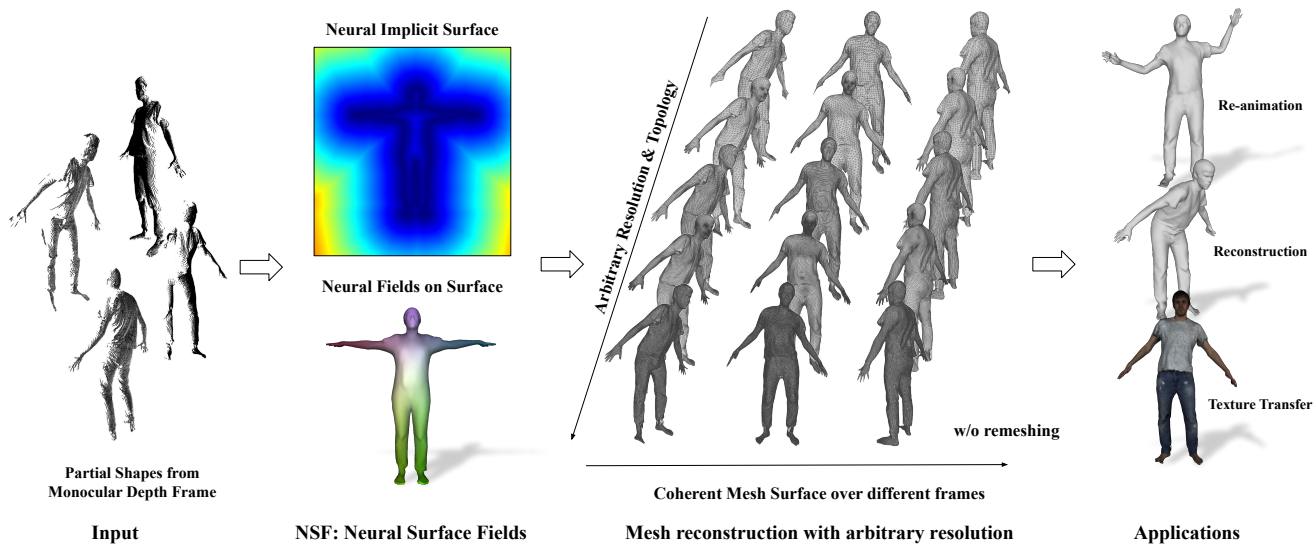 Neural Implicit Surface
Neural Fields on Surface
Partial Shapes from
Monocular Depth Frame
Input
NSF: Neural Surface Fields
Arbitrary Resolution & Topology
w/o remeshing
Coherent Mesh Surface over different frames
Mesh reconstruction with arbitrary resolution
Re-animation
Reconstruction
Texture Transfer
Applications